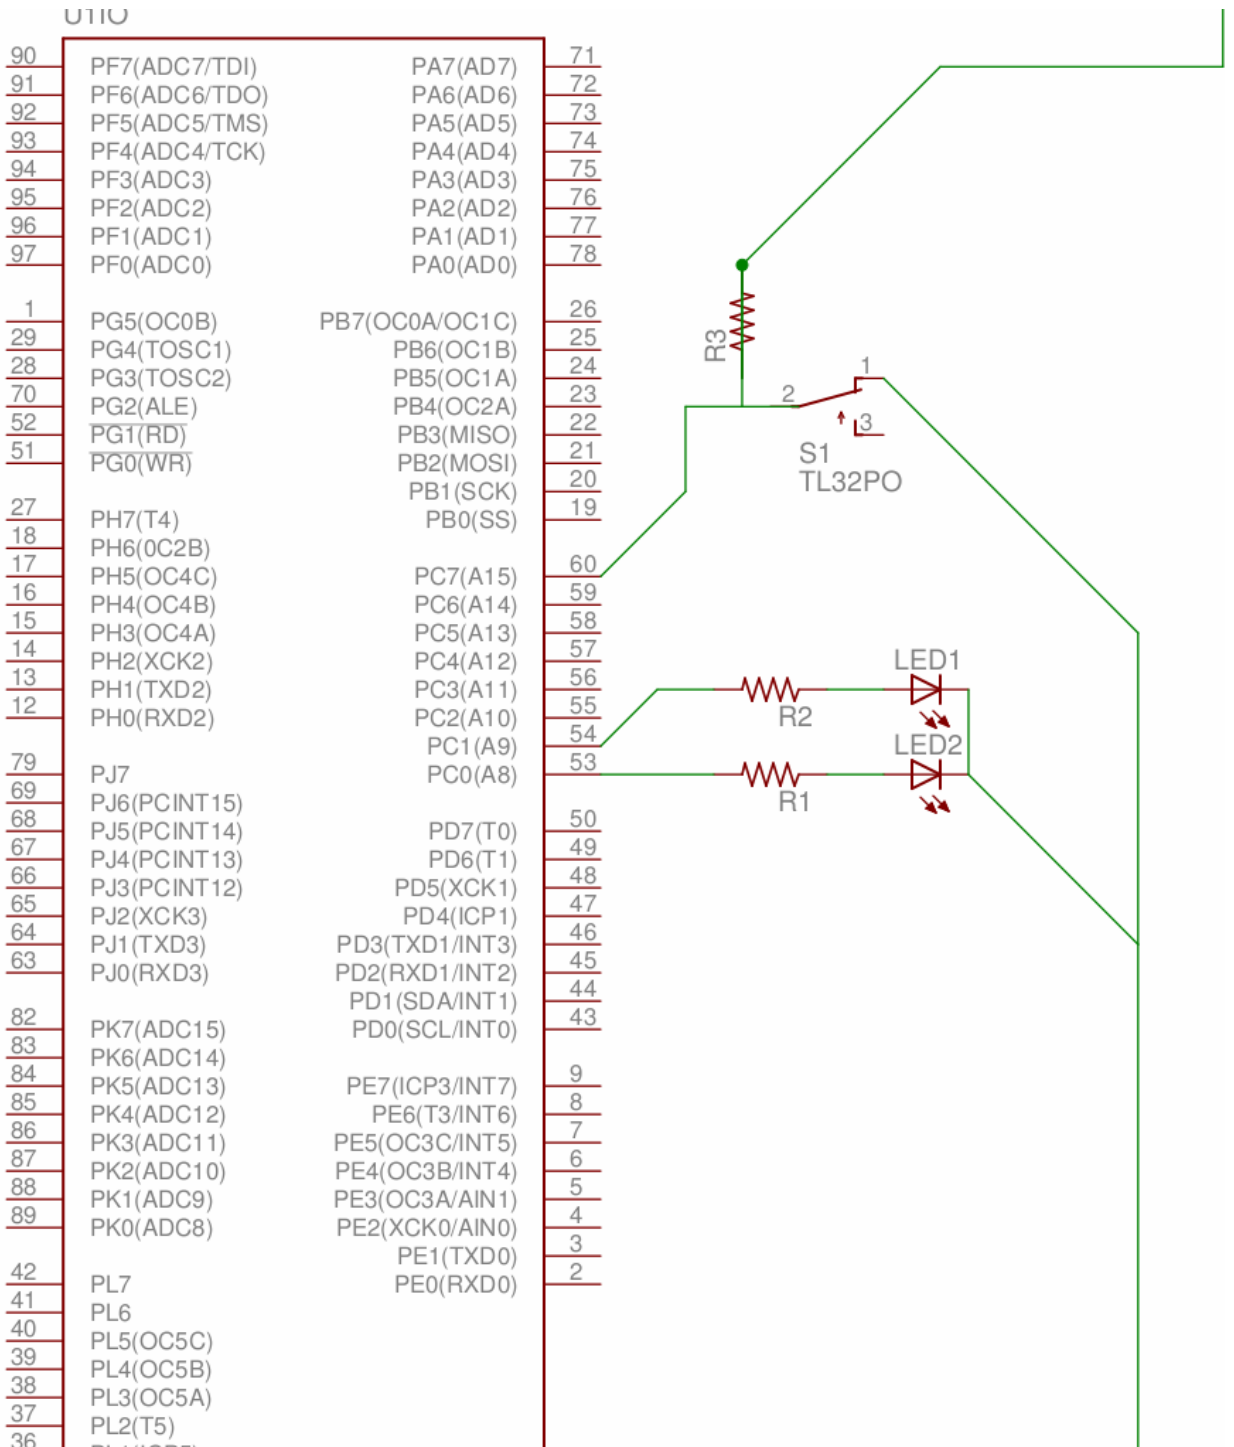 U1IO
90 PF7(ADC7/TDI) PA7(AD7) 71
91 PF6(ADC6/TDO) PA6(AD6) 72
92 PF5(ADC5/TMS) PA5(AD5) 73
93 PF4(ADC4/TCK) PA4(AD4) 74
94 PF3(ADC3) PA3(AD3) 75
95 PF2(ADC2) PA2(AD2) 76
96 PF1(ADC1) PA1(AD1) 77
97 PF0(ADC0) PA0(AD0) 78
1 PG5(OC0B) PB7(OC0A/OC1C) 26
29 PG4(TOSC1) PB6(OC1B) 25
28 PG3(TOSC2) PB5(OC1A) 24
70 PG2(ALE) PB4(OC2A) 23
52 PG1(RD) PB3(MISO) 22
51 PG0(WR) PB2(MOSI) 21
PB1(SCK) 20
27 PH7(T4) PB0(SS) 19
18 PH6(0C2B)
17 PH5(OC4C) PC7(A15) 60
16 PH4(OC4B) PC6(A14) 59
15 PH3(OC4A) PC5(A13) 58
14 PH2(XCK2) PC4(A12) 57
13 PH1(TXD2) PC3(A11) 56
12 PH0(RXD2) PC2(A10) 55
PC1(A9) 54
79 PJ7 PC0(A8) 53
69 PJ6(PCINT15)
68 PJ5(PCINT14) PD7(T0) 50
67 PJ4(PCINT13) PD6(T1) 49
66 PJ3(PCINT12) PD5(XCK1) 48
65 PJ2(XCK3) PD4(ICP1) 47
64 PJ1(TXD3) PD3(TXD1/INT3) 46
63 PJ0(RXD3) PD2(RXD1/INT2) 45
PD1(SDA/INT1) 44
82 PK7(ADC15) PD0(SCL/INT0) 43
83 PK6(ADC14)
84 PK5(ADC13) PE7(ICP3/INT7) 9
85 PK4(ADC12) PE6(T3/INT6) 8
86 PK3(ADC11) PE5(OC3C/INT5) 7
87 PK2(ADC10) PE4(OC3B/INT4) 6
88 PK1(ADC9) PE3(OC3A/AIN1) 5
89 PK0(ADC8) PE2(XCK0/AIN0) 4
PE1(TXD0) 3
42 PL7 PE0(RXD0) 2
41 PL6
40 PL5(OC5C)
39 PL4(OC5B)
38 PL3(OC5A)
37 PL2(T5)
36
R3
1
2
3
S1
TL32PO
LED1
R2
LED2
R1